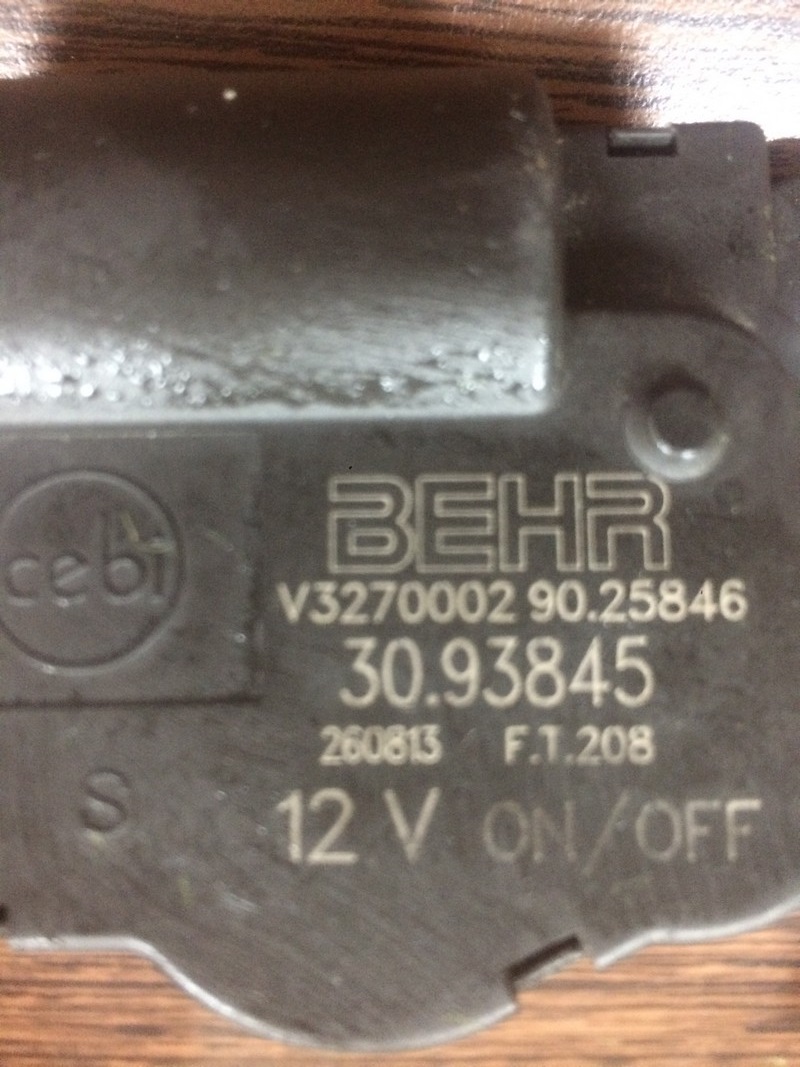 BEHR
cebi
V3270002 90.25846
30.93845
260813 F.T.208
S
12 V ON/OFF